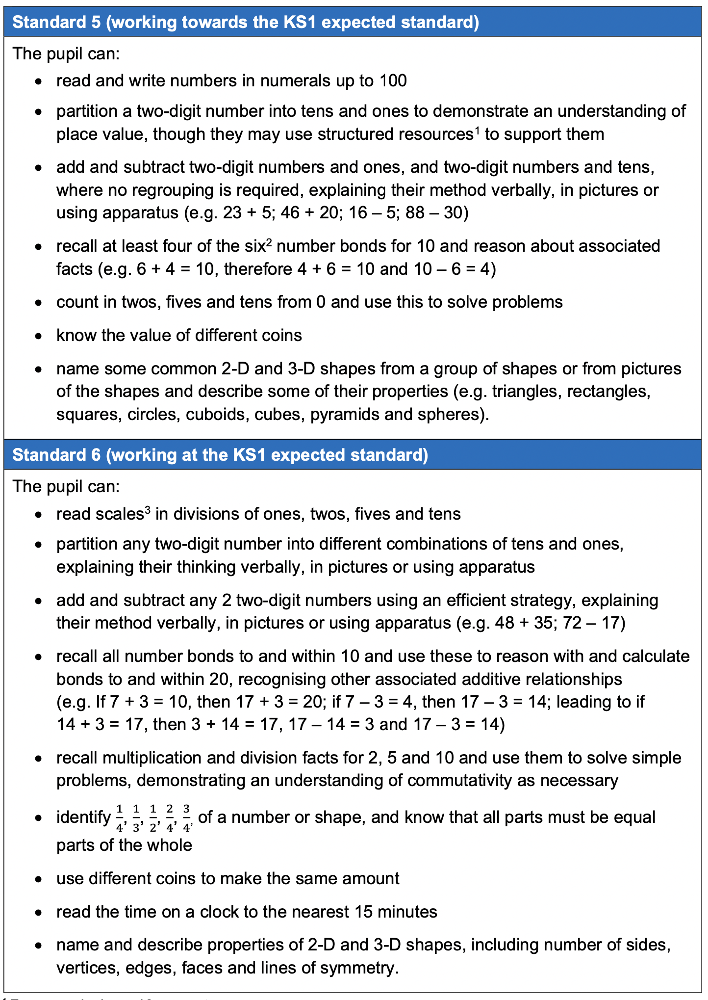 Standard 5 (working towards the KS1 expected standard)
The pupil can:
• read and write numbers in numerals up to 100
• partition a two-digit number into tens and ones to demonstrate an understanding of
place value, though they may use structured resources¹ to support them
• add and subtract two-digit numbers and ones, and two-digit numbers and tens,
where no regrouping is required, explaining their method verbally, in pictures or
using apparatus (e.g. 23 + 5; 46 + 20; 16 – 5; 88 – 30)
• recall at least four of the six² number bonds for 10 and reason about associated
facts (e.g. 6 + 4 = 10, therefore 4 + 6 = 10 and 10 – 6 = 4)
• count in twos, fives and tens from 0 and use this to solve problems
• know the value of different coins
• name some common 2-D and 3-D shapes from a group of shapes or from pictures
of the shapes and describe some of their properties (e.g. triangles, rectangles,
squares, circles, cuboids, cubes, pyramids and spheres).
Standard 6 (working at the KS1 expected standard)
The pupil can:
• read scales³ in divisions of ones, twos, fives and tens
• partition any two-digit number into different combinations of tens and ones,
explaining their thinking verbally, in pictures or using apparatus
• add and subtract any 2 two-digit numbers using an efficient strategy, explaining
their method verbally, in pictures or using apparatus (e.g. 48 + 35; 72 – 17)
• recall all number bonds to and within 10 and use these to reason with and calculate
bonds to and within 20, recognising other associated additive relationships
(e.g. If 7 + 3 = 10, then 17 + 3 = 20; if 7 – 3 = 4, then 17 – 3 = 14; leading to if
14 + 3 = 17, then 3 + 14 = 17, 17 – 14 = 3 and 17 – 3 = 14)
• recall multiplication and division facts for 2, 5 and 10 and use them to solve simple
problems, demonstrating an understanding of commutativity as necessary
• identify 1/4, 1/3, 1/2, 2/4, 3/4, of a number or shape, and know that all parts must be equal
parts of the whole
• use different coins to make the same amount
• read the time on a clock to the nearest 15 minutes
• name and describe properties of 2-D and 3-D shapes, including number of sides,
vertices, edges, faces and lines of symmetry.